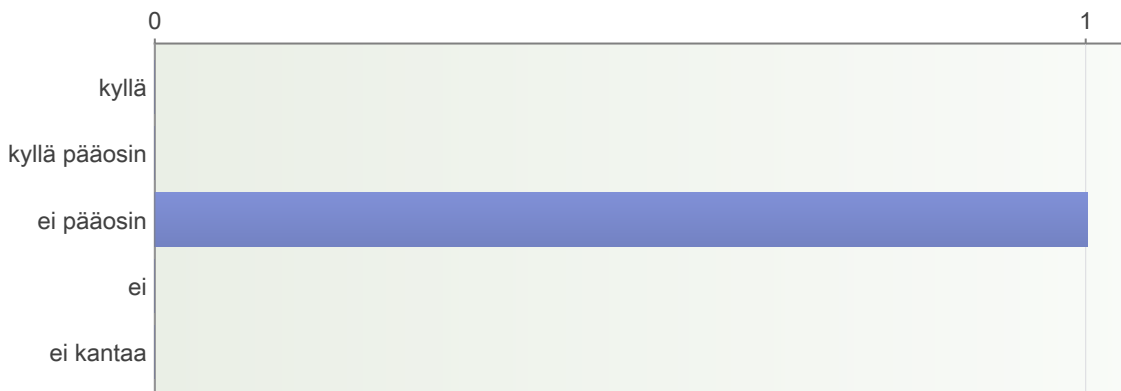 0 1
kyllä
kyllä pääosin
ei pääosin
ei
ei kantaa